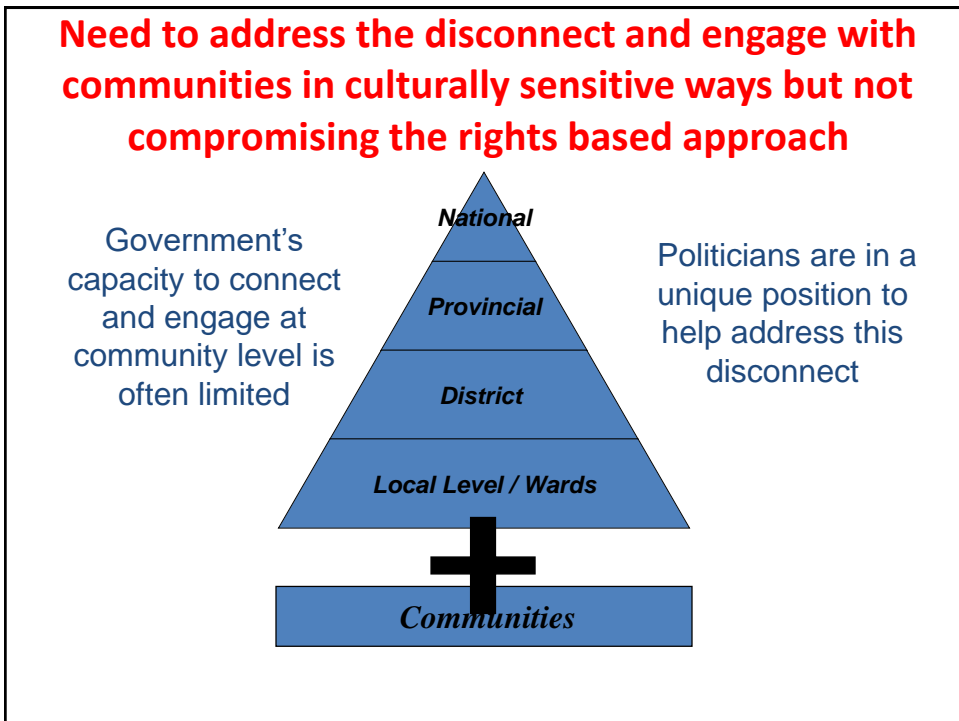 Need to address the disconnect and engage with
communities in culturally sensitive ways but not
compromising the rights based approach
Government's
capacity to connect
and engage at
community level is
often limited
National
Provincial
District
Local Level / Wards
Communities
Politicians are in a
unique position to
help address this
disconnect